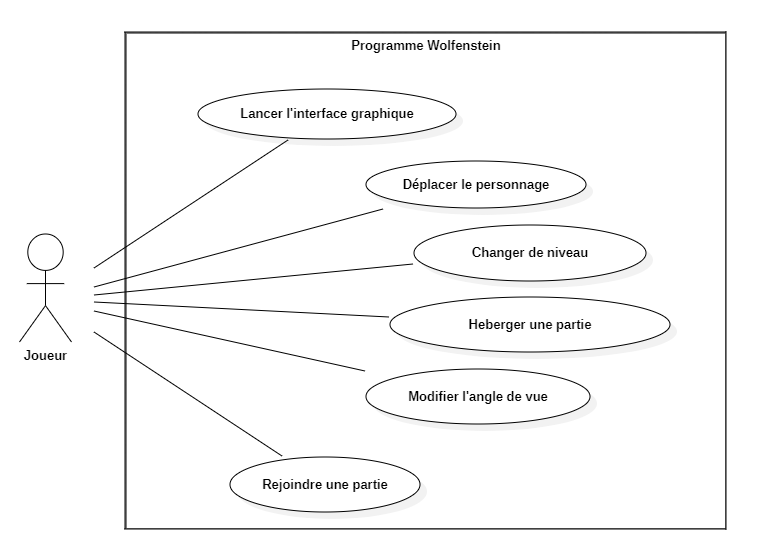 Programme Wolfenstein
Lancer l'interface graphique
Déplacer le personnage
Changer de niveau
Heberger une partie
Joueur
Modifier l'angle de vue
Rejoindre une partie